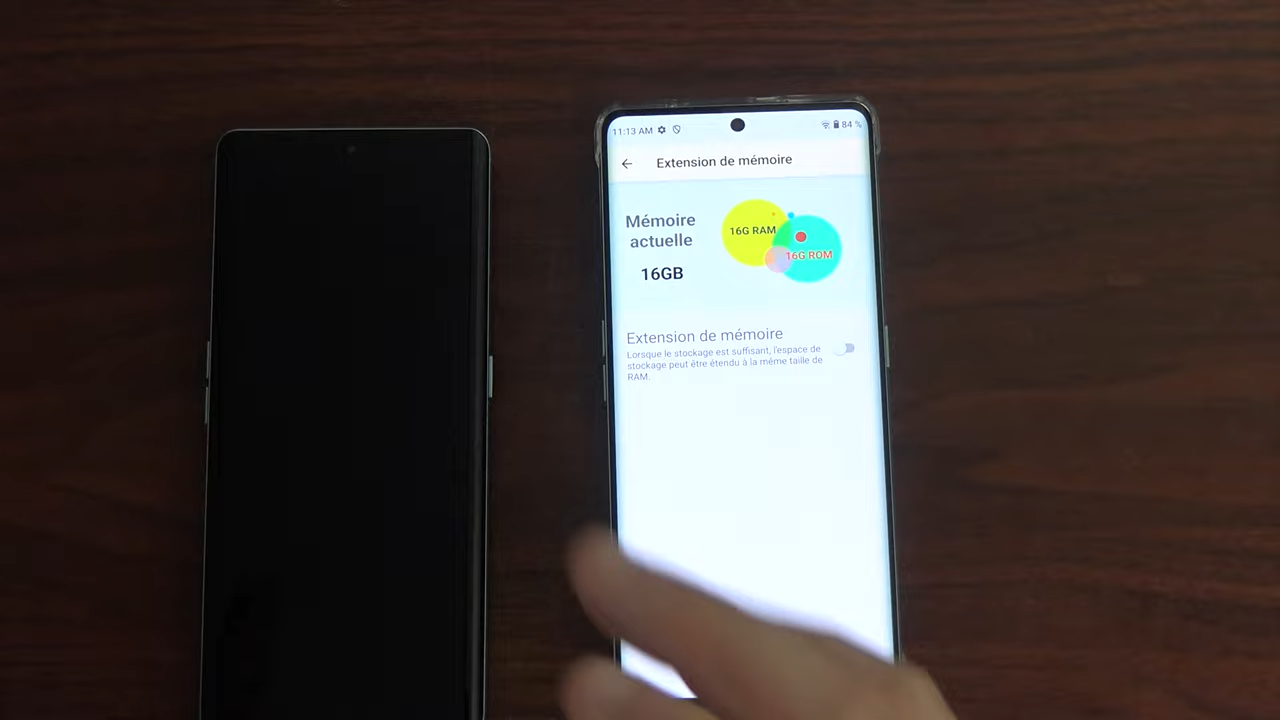 11:13 AM
84 %
Extension de mémoire
Mémoire
actuelle
16GB
16G RAM
16G ROM
Extension de mémoire
Lorsque le stockage est suffisant, l'espace de
stockage peut être étendu à la même taille de
RAM.